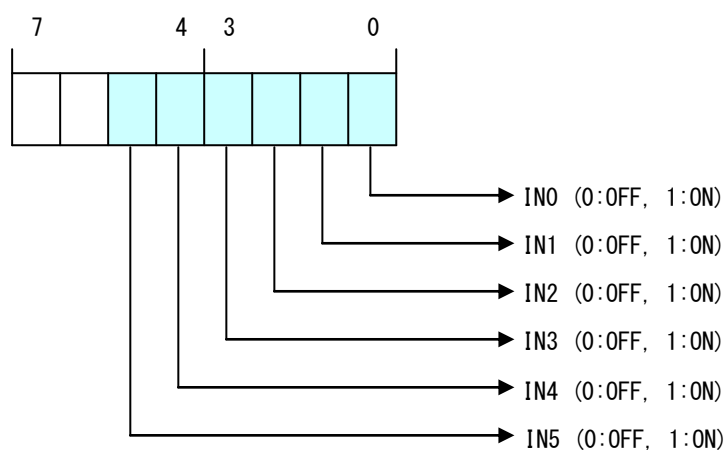 7 4 3 0
IN0 (0:OFF, 1:ON)
IN1 (0:OFF, 1:ON)
IN2 (0:OFF, 1:ON)
IN3 (0:OFF, 1:ON)
IN4 (0:OFF, 1:ON)
IN5 (0:OFF, 1:ON)